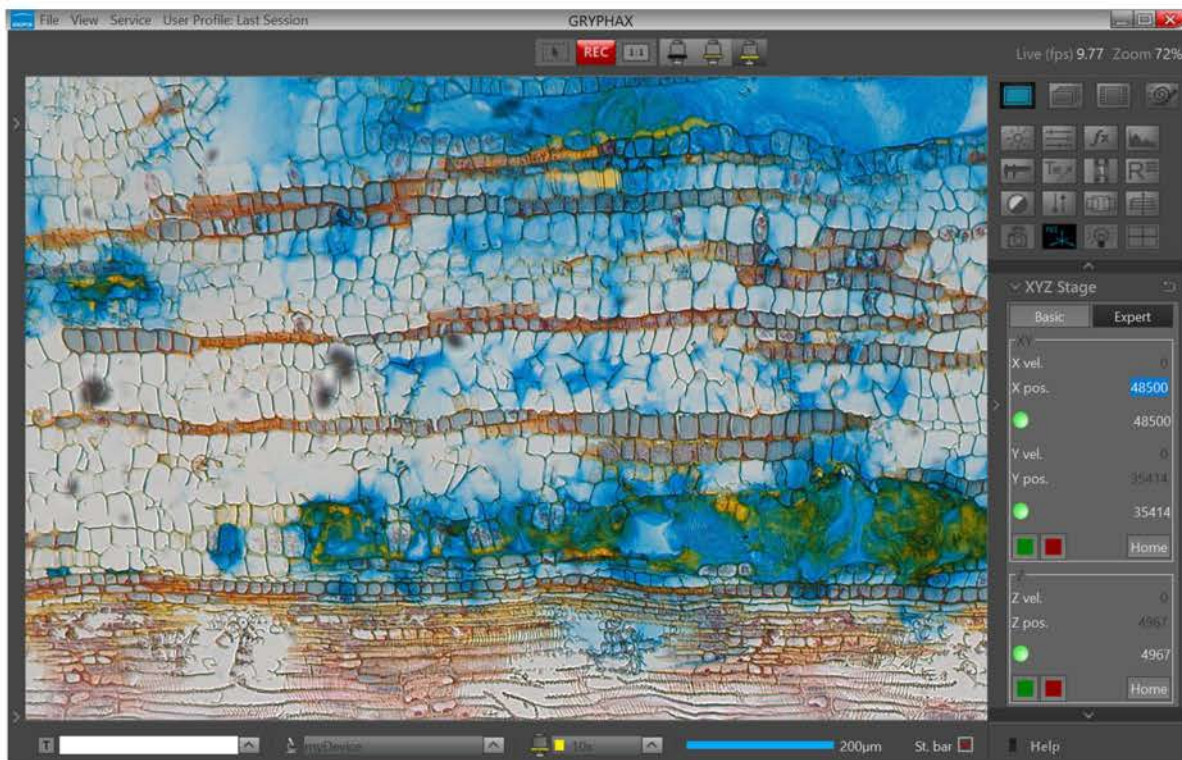 File View Service User Profile: Last Session GRYPHAX
REC 1:1 Live (fps) 9.77 Zoom 72%
fx
XYZ Stage
Basic Expert
XY
X vel. 0
X pos. 48500
48500
Y vel. 0
Y pos. 35414
35414
Home
Z
Z vel. 0
Z pos. 4967
4967
Home
T myDevice 10x 200µm St. bar Help